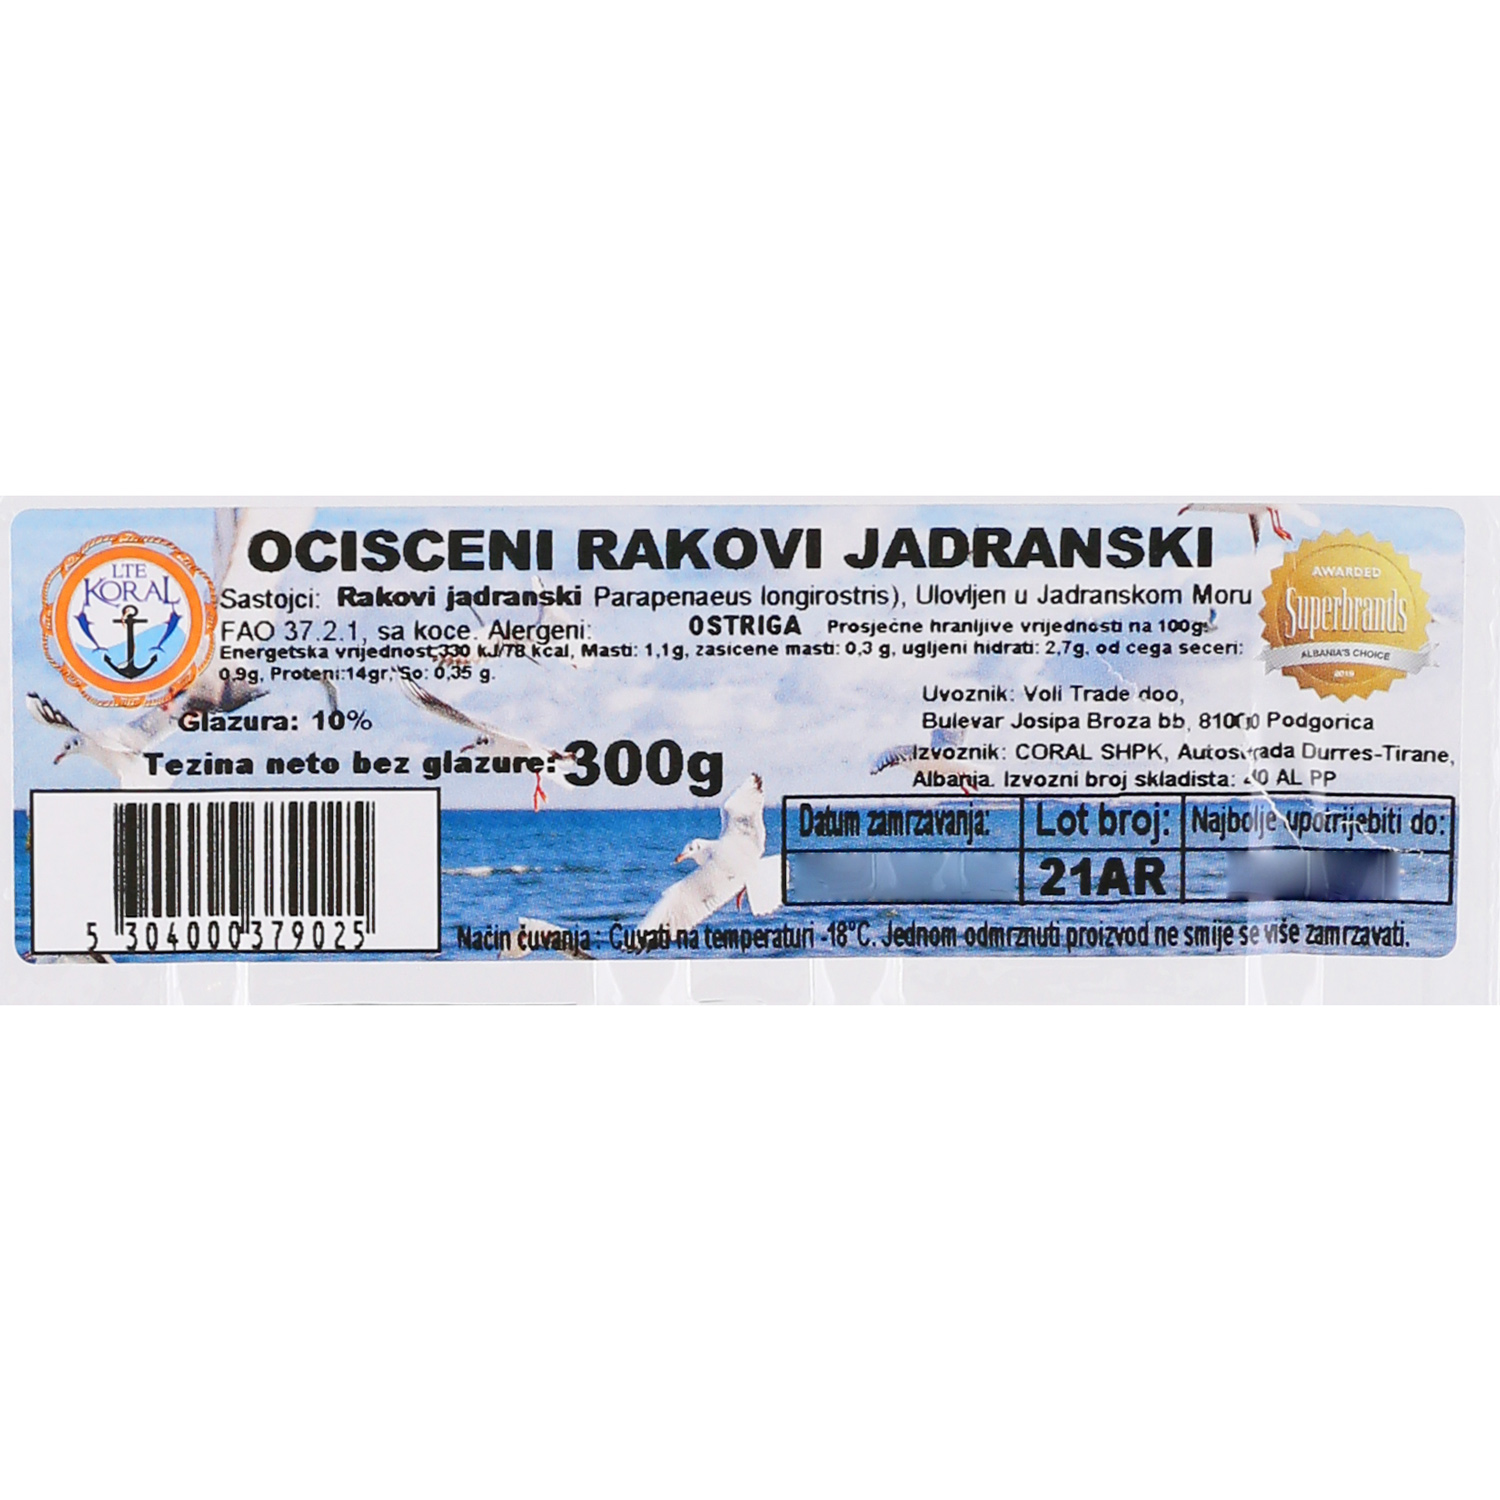 OCISCENI RAKOVI JADRANSKI
LTE
KORAL
Sastojci: Rakovi jadranski Parapenaeus longirostris), Ulovljen u Jadranskom Moru
FAO 37.2.1, sa koce. Alergeni: OSTRIGA Prosječne hranljive vrijednosti na 100g:
Energetska vrijednost 330 kJ/78 kcal, Masti: 1,1g, zasicene masti: 0,3 g, ugljeni hidrati: 2,7g, od cega seceri:
0,9g, Proteni:14gr, So: 0,35 g.
AWARDED
Superbrands
ALBANIA'S CHOICE
2019
Glazura: 10%
Tezina neto bez glazure: 300g
Uvoznik: Voli Trade doo,
Bulevar Josipa Broza bb, 81000 Podgorica
Izvoznik: CORAL SHPK, Autostrada Durres-Tirane,
Albanja. Izvozni broj skladista: AL PP
Datum zamrzavanja: Lot broj: Najbolje upotrijebiti do:
21AR
5 304000 379025
Način čuvanja : Čuvati na temperaturi -18°C. Jednom odmrznuti proizvod ne smije se više zamrzavati.